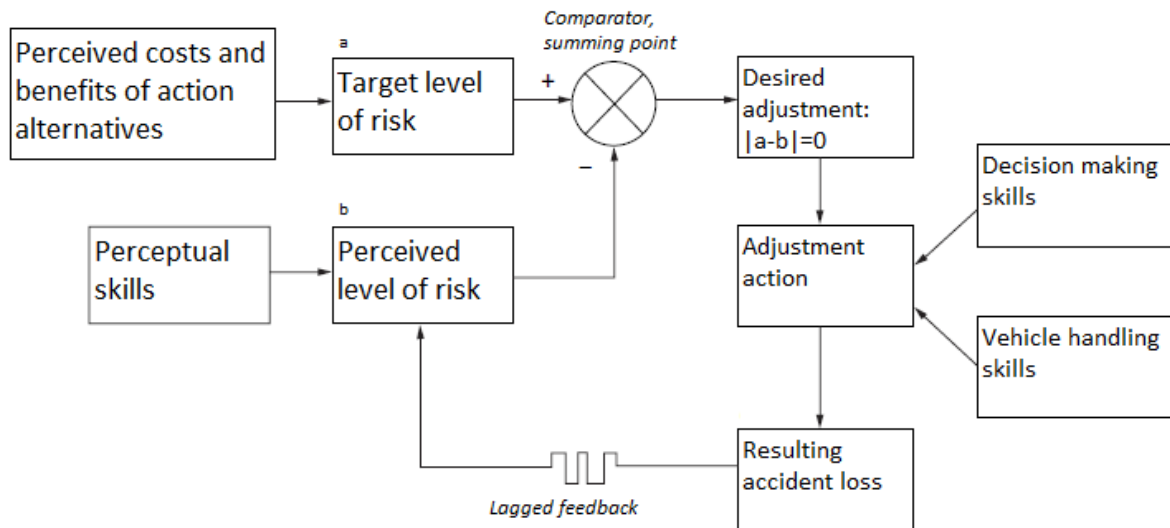 Comparator,
summing point
Perceived costs and
benefits of action
alternatives
a
Target level
of risk
+
−
Desired
adjustment:
|a-b|=0
Decision making
skills
b
Perceptual
skills
Perceived
level of risk
Adjustment
action
Vehicle handling
skills
Resulting
accident loss
Lagged feedback